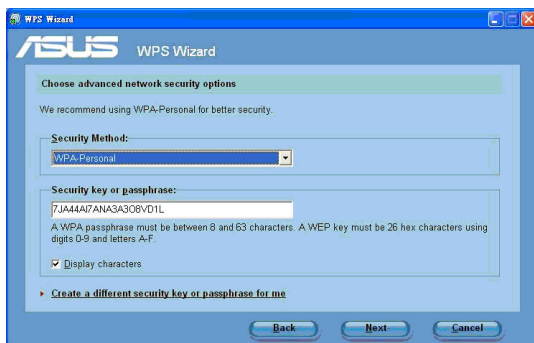 WPS Wizard
ASUS WPS Wizard
Choose advanced network security options
We recommend using WPA-Personal for better security.
Security Method:
WPA-Personal
Security key or passphrase:
7JA44AI7ANA3A3O8VD1L
A WPA passphrase must be between 8 and 63 characters. A WEP key must be 26 hex characters using
digits 0-9 and letters A-F.
Display characters
Create a different security key or passphrase for me
Back Next Cancel